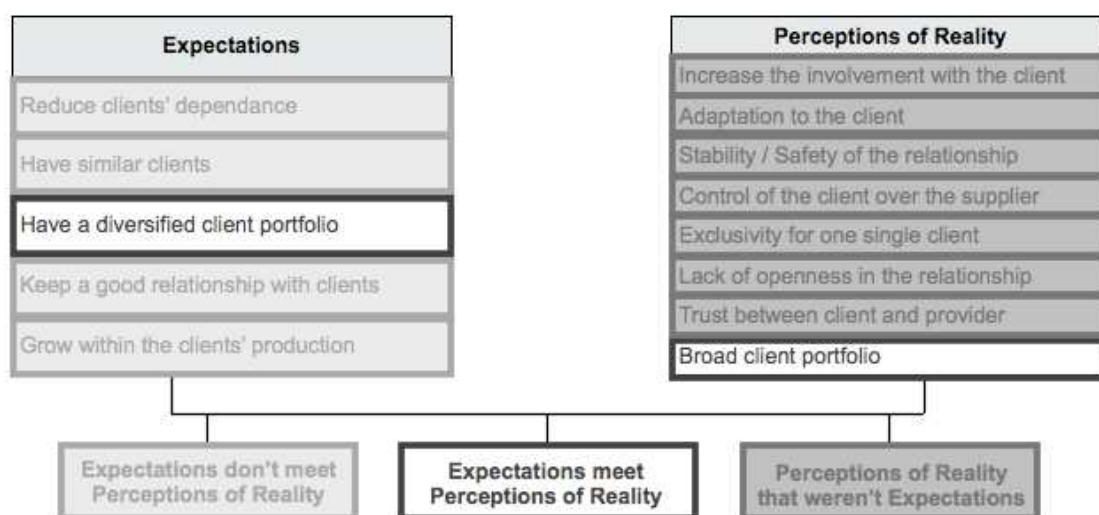 Expectations
Reduce clients' dependance
Have similar clients
Have a diversified client portfolio
Keep a good relationship with clients
Grow within the clients' production
Perceptions of Reality
Increase the involvement with the client
Adaptation to the client
Stability / Safety of the relationship
Control of the client over the supplier
Exclusivity for one single client
Lack of openness in the relationship
Trust between client and provider
Broad client portfolio
Expectations don't meet
Perceptions of Reality
Expectations meet
Perceptions of Reality
Perceptions of Reality
that weren't Expectations